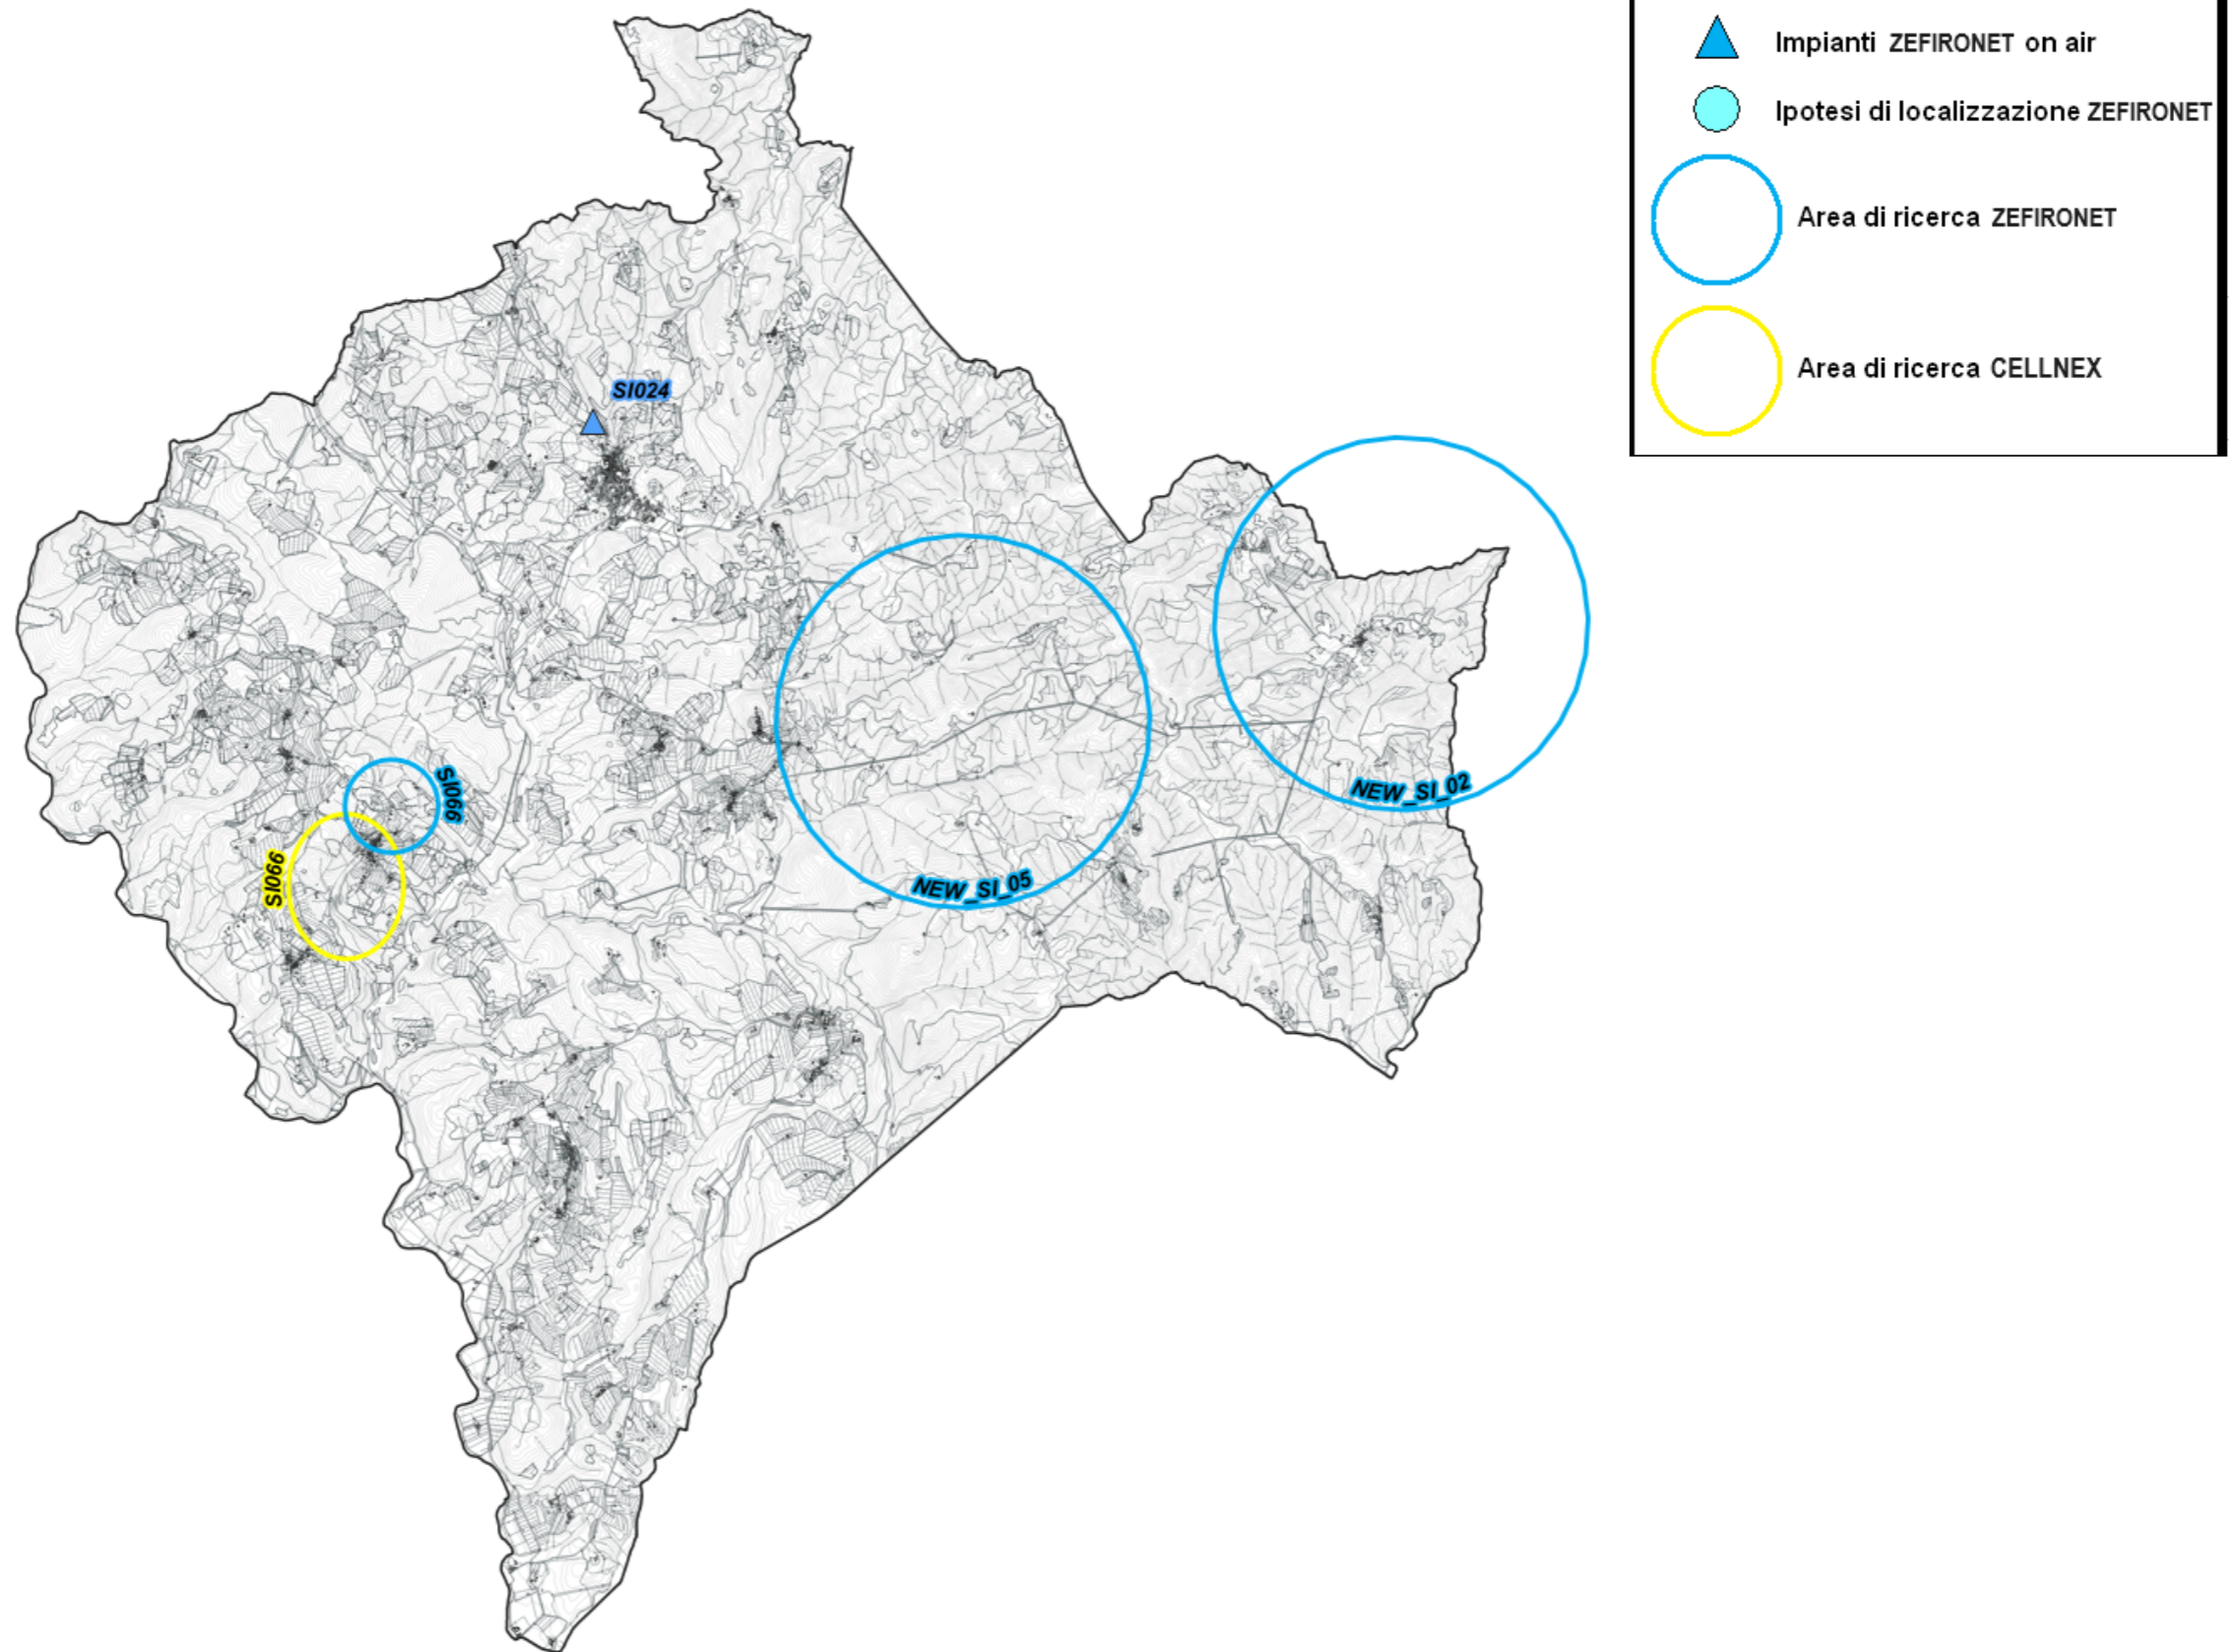 Impianti ZEFIRONET on air
Ipotesi di localizzazione ZEFIRONET
Area di ricerca ZEFIRONET
Area di ricerca CELLNEX
SI024
NEW_SI_02
SI066
SI066
NEW_SI_05